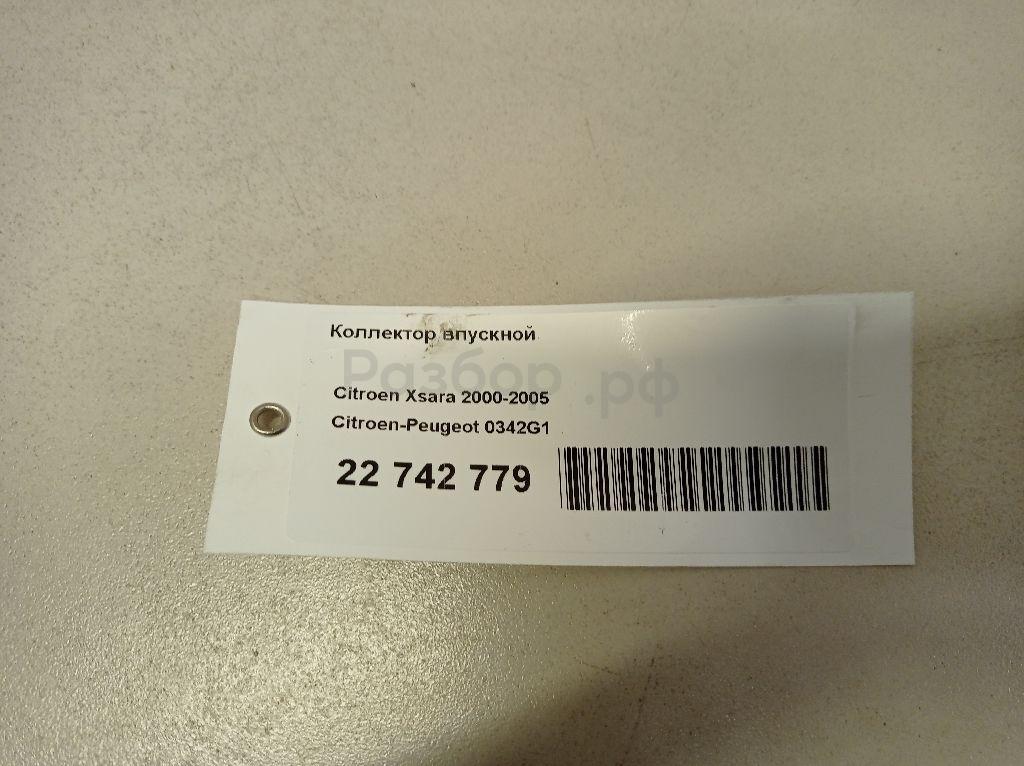 Коллектор впускной
Разбор.рф
Citroen Xsara 2000-2005
Citroen-Peugeot 0342G1
22 742 779